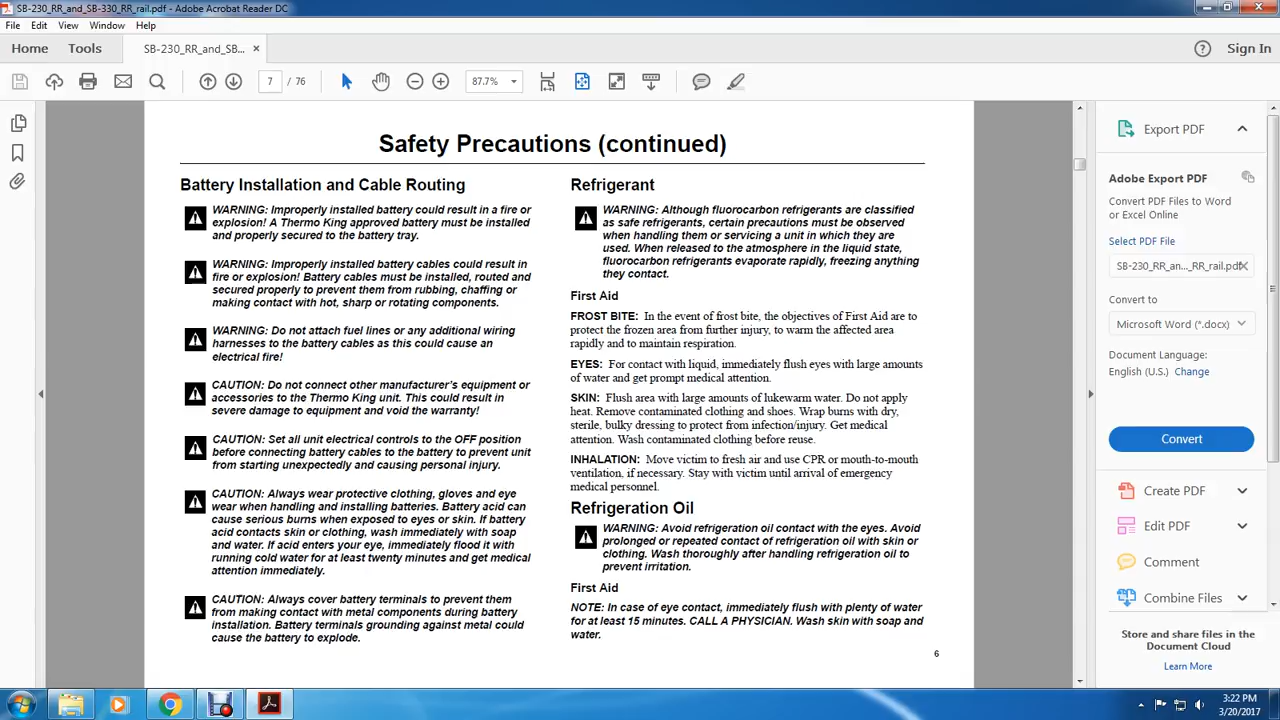 SB-230_RR_and_SB-330_RR_rail.pdf - Adobe Acrobat Reader DC
File Edit View Window Help
Home Tools SB-230_RR_and_SB... × ? Sign In
7 / 76 87.7%
Safety Precautions (continued)
Battery Installation and Cable Routing
WARNING: Improperly installed battery could result in a fire or
explosion! A Thermo King approved battery must be installed
and properly secured to the battery tray.
WARNING: Improperly installed battery cables could result in
fire or explosion! Battery cables must be installed, routed and
secured properly to prevent them from rubbing, chaffing or
making contact with hot, sharp or rotating components.
WARNING: Do not attach fuel lines or any additional wiring
harnesses to the battery cables as this could cause an
electrical fire!
CAUTION: Do not connect other manufacturer's equipment or
accessories to the Thermo King unit. This could result in
severe damage to equipment and void the warranty!
CAUTION: Set all unit electrical controls to the OFF position
before connecting battery cables to the battery to prevent unit
from starting unexpectedly and causing personal injury.
CAUTION: Always wear protective clothing, gloves and eye
wear when handling and installing batteries. Battery acid can
cause serious burns when exposed to eyes or skin. If battery
acid contacts skin or clothing, wash immediately with soap
and water. If acid enters your eye, immediately flood it with
running cold water for at least twenty minutes and get medical
attention immediately.
CAUTION: Always cover battery terminals to prevent them
from making contact with metal components during battery
installation. Battery terminals grounding against metal could
cause the battery to explode.
Refrigerant
WARNING: Although fluorocarbon refrigerants are classified
as safe refrigerants, certain precautions must be observed
when handling them or servicing a unit in which they are
used. When released to the atmosphere in the liquid state,
fluorocarbon refrigerants evaporate rapidly, freezing anything
they contact.
First Aid
FROST BITE: In the event of frost bite, the objectives of First Aid are to
protect the frozen area from further injury, to warm the affected area
rapidly and to maintain respiration.
EYES: For contact with liquid, immediately flush eyes with large amounts
of water and get prompt medical attention.
SKIN: Flush area with large amounts of lukewarm water. Do not apply
heat. Remove contaminated clothing and shoes. Wrap burns with dry,
sterile, bulky dressing to protect from infection/injury. Get medical
attention. Wash contaminated clothing before reuse.
INHALATION: Move victim to fresh air and use CPR or mouth-to-mouth
ventilation, if necessary. Stay with victim until arrival of emergency
medical personnel.
Refrigeration Oil
WARNING: Avoid refrigeration oil contact with the eyes. Avoid
prolonged or repeated contact of refrigeration oil with skin or
clothing. Wash thoroughly after handling refrigeration oil to
prevent irritation.
First Aid
NOTE: In case of eye contact, immediately flush with plenty of water
for at least 15 minutes. CALL A PHYSICIAN. Wash skin with soap and
water.
6
Export PDF
Adobe Export PDF
Convert PDF Files to Word
or Excel Online
Select PDF File
SB-230_RR_an..._RR_rail.pdf
Convert to
Microsoft Word (*.docx)
Document Language:
English (U.S.) Change
Convert
Create PDF
Edit PDF
Comment
Combine Files
Store and share files in the
Document Cloud
Learn More
3:22 PM
3/20/2017